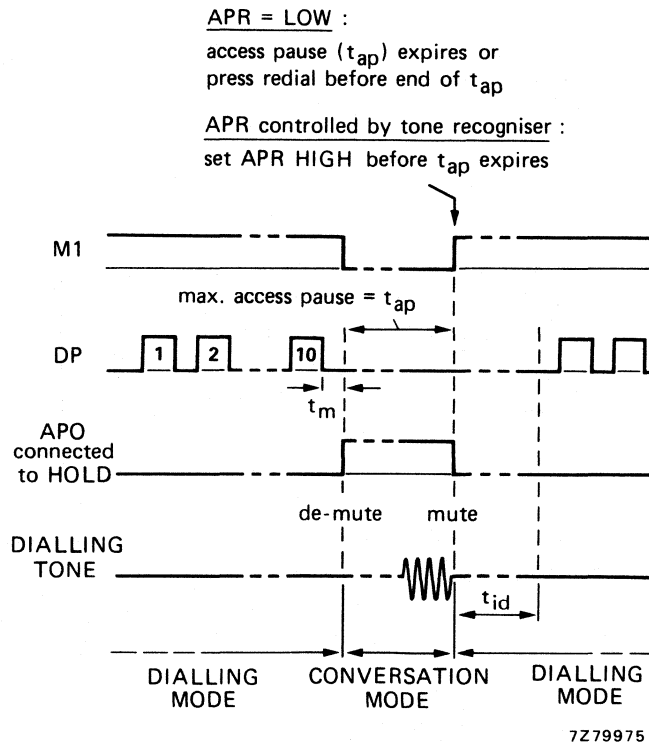 APR = LOW :
access pause (tap) expires or
press redial before end of tap
APR controlled by tone recogniser :
set APR HIGH before tap expires
M1
max. access pause = tap
DP
1 2 10
tm
APO
connected
to HOLD
de-mute mute
DIALLING
TONE
tid
DIALLING
MODE
CONVERSATION
MODE
DIALLING
MODE
7Z79975